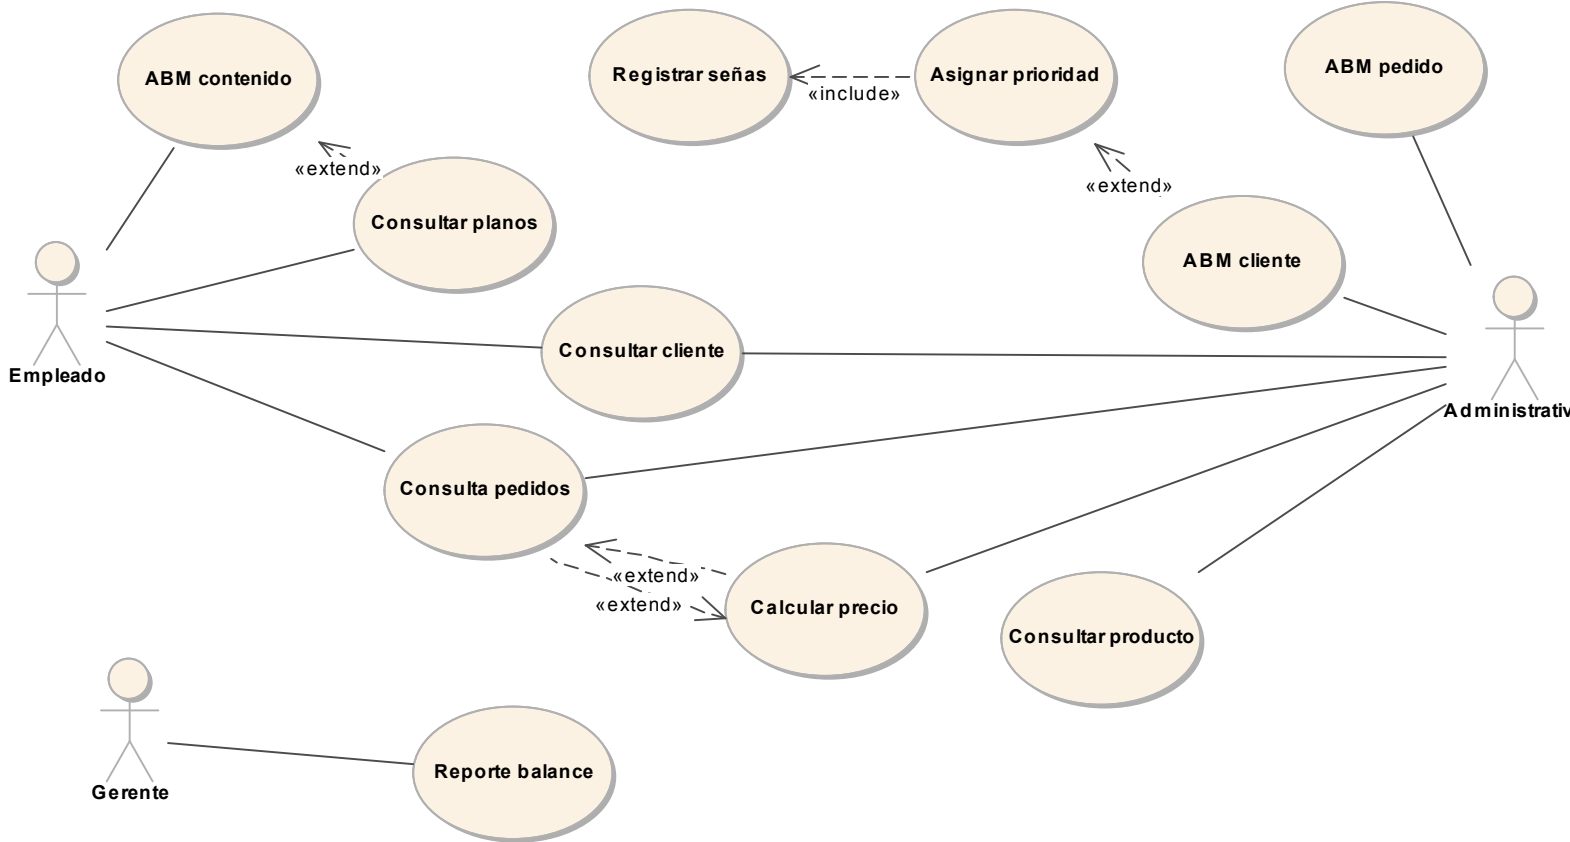 ABM contenido
Registrar señas
Asignar prioridad
ABM pedido
«include»
«extend»
«extend»
Consultar planos
ABM cliente
Consultar cliente
Empleado
Administrativ
Consulta pedidos
«extend»
«extend»
Calcular precio
Consultar producto
Reporte balance
Gerente